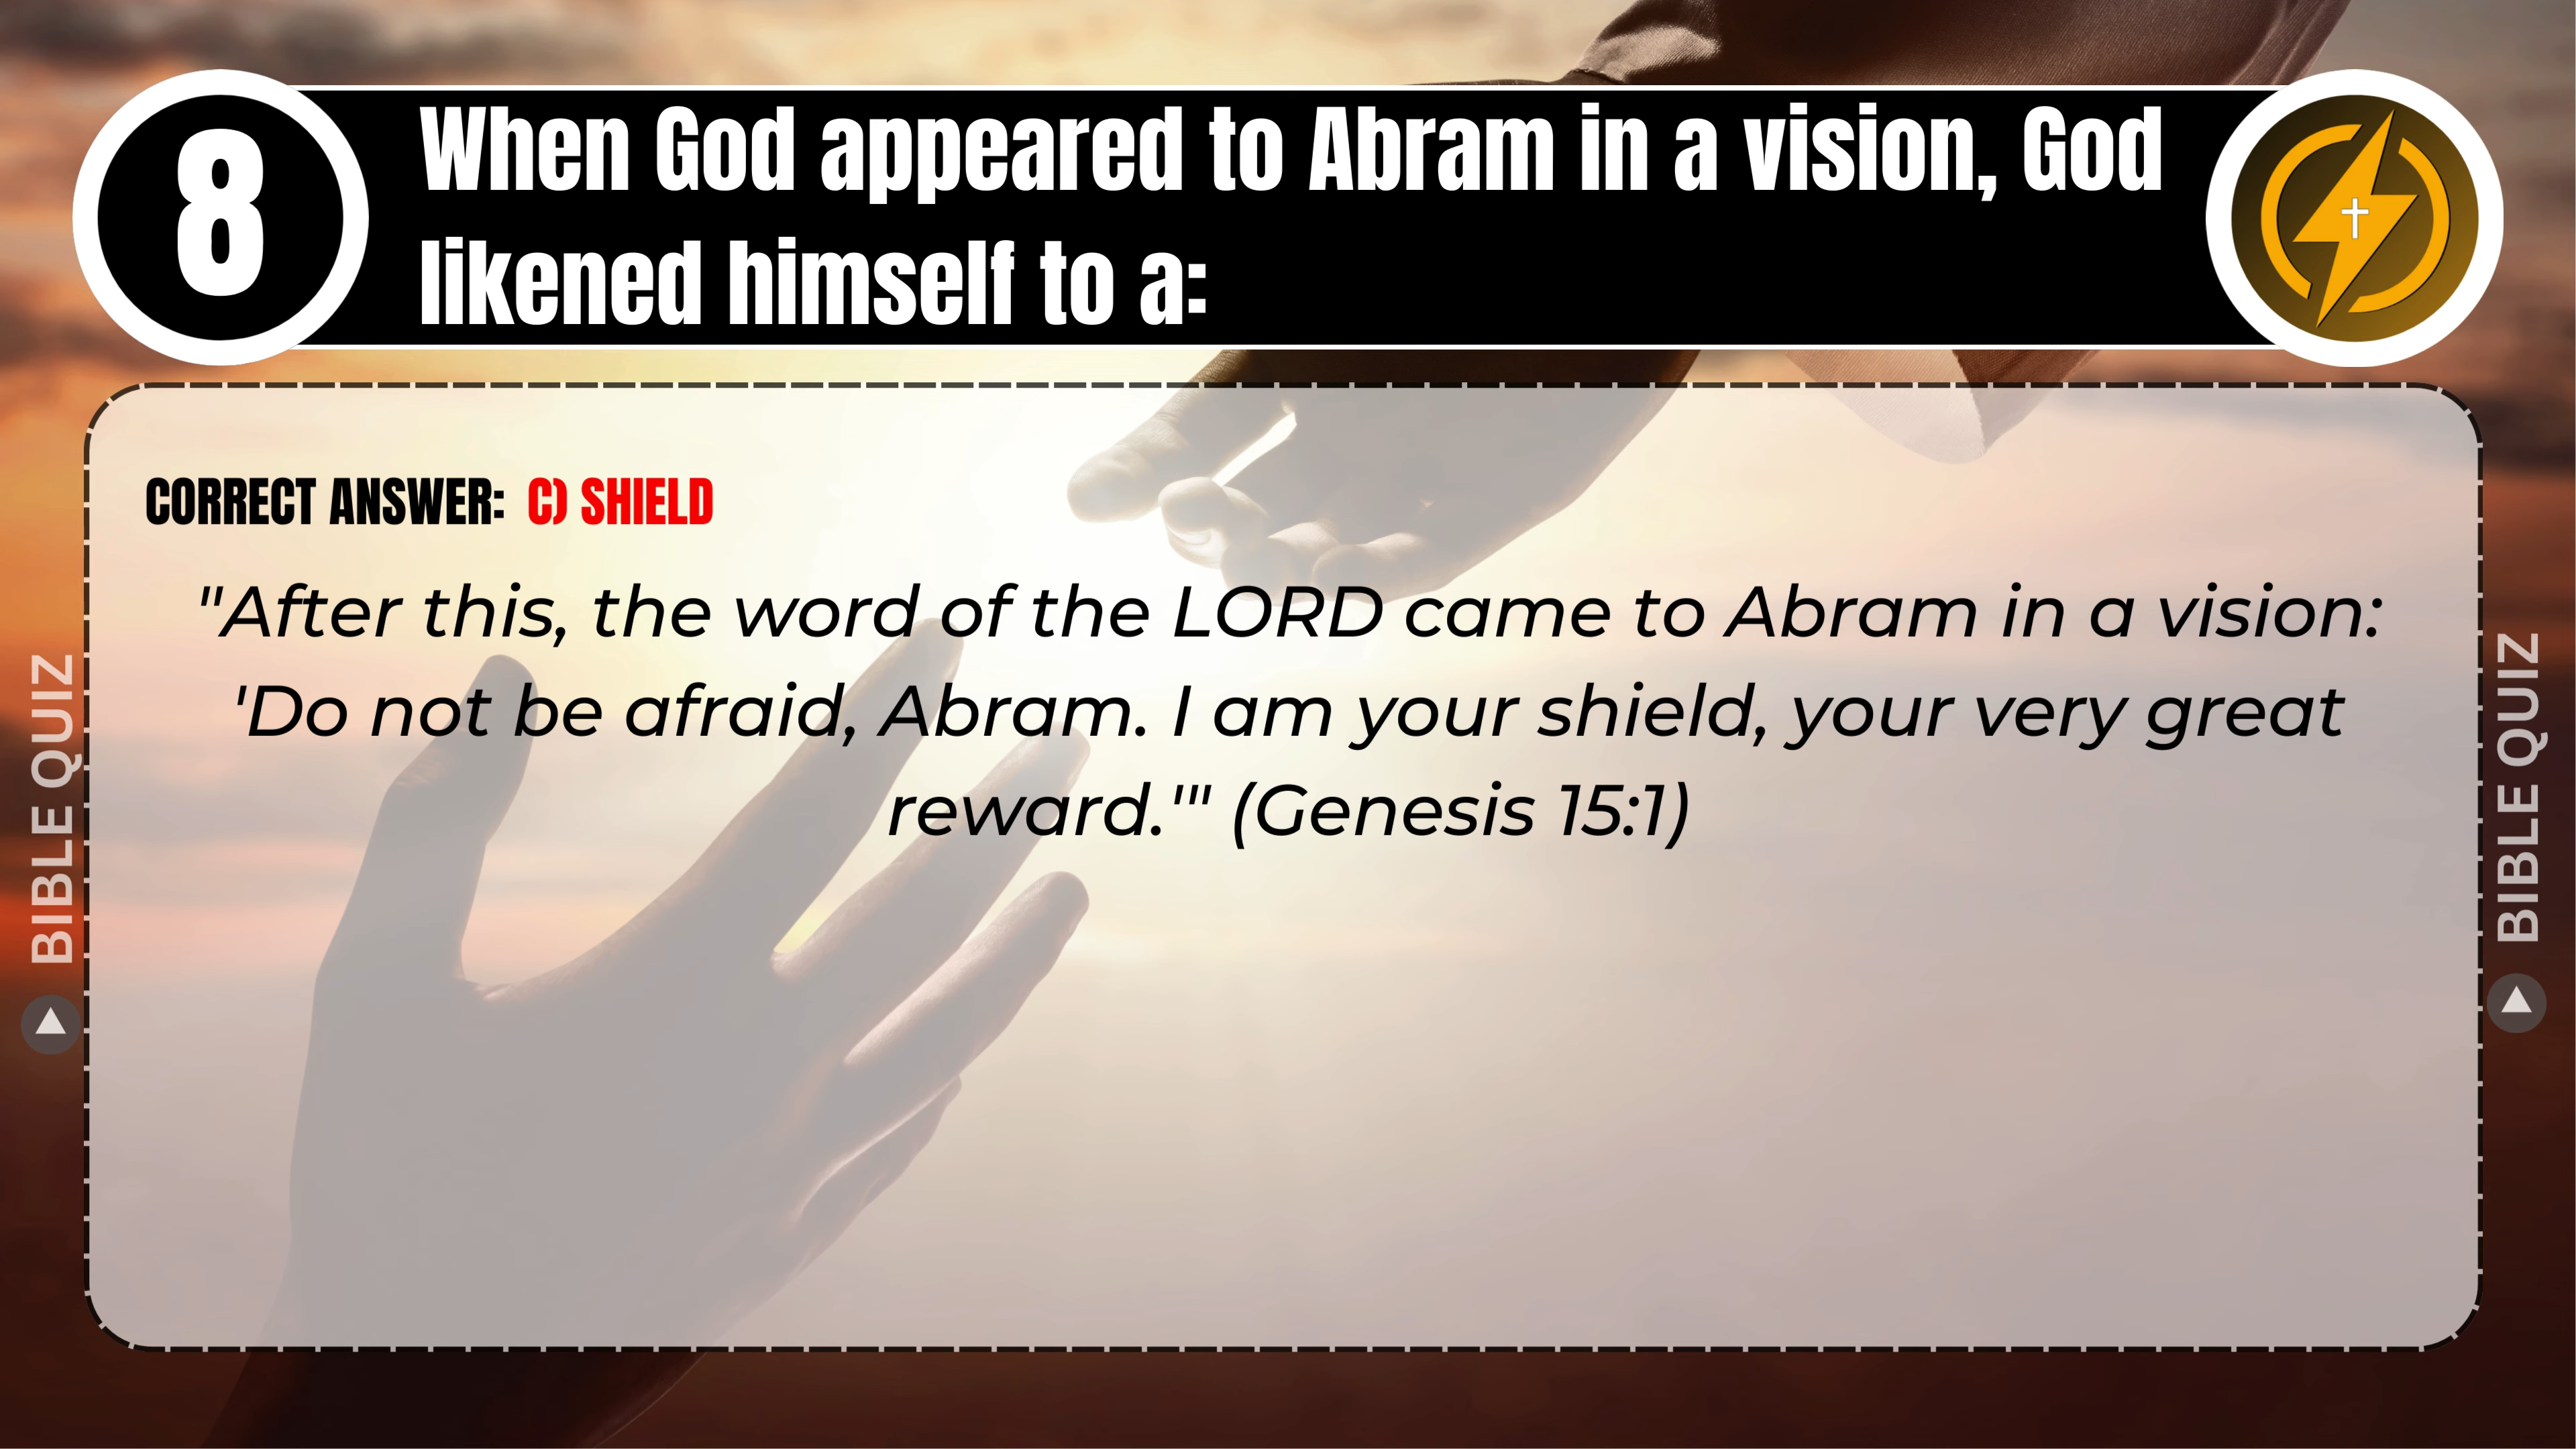 8
When God appeared to Abram in a vision, God
likened himself to a:
CORRECT ANSWER: C) SHIELD
"After this, the word of the LORD came to Abram in a vision:
'Do not be afraid, Abram. I am your shield, your very great
reward.'" (Genesis 15:1)
BIBLE QUIZ
BIBLE QUIZ